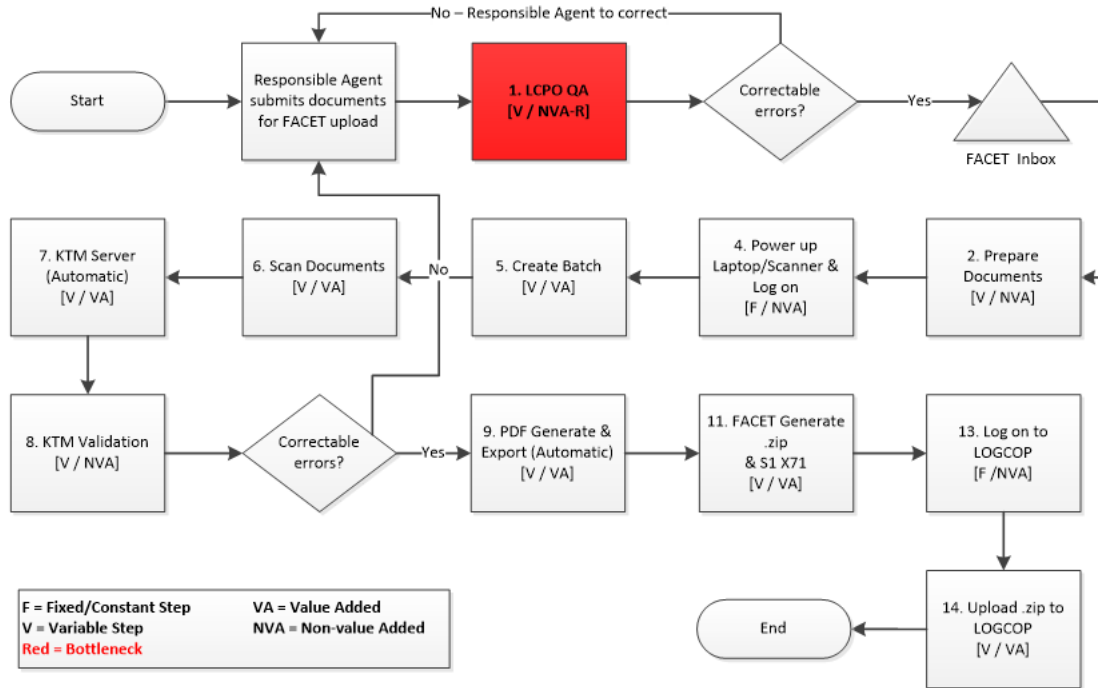 No – Responsible Agent to correct
Start
Responsible Agent
submits documents
for FACET upload
1. LCPO QA
[V / NVA-R]
Correctable
errors?
Yes
FACET Inbox
7. KTM Server
(Automatic)
[V / VA]
6. Scan Documents
[V / VA]
No
5. Create Batch
[V / VA]
4. Power up
Laptop/Scanner &
Log on
[F / NVA]
2. Prepare
Documents
[V / NVA]
8. KTM Validation
[V / NVA]
Correctable
errors?
Yes
9. PDF Generate &
Export (Automatic)
[V / VA]
11. FACET Generate
.zip
& S1 X71
[V / VA]
13. Log on to
LOGCOP
[F /NVA]
F = Fixed/Constant Step
VA = Value Added
V = Variable Step
NVA = Non-value Added
Red = Bottleneck
End
14. Upload .zip to
LOGCOP
[V / VA]